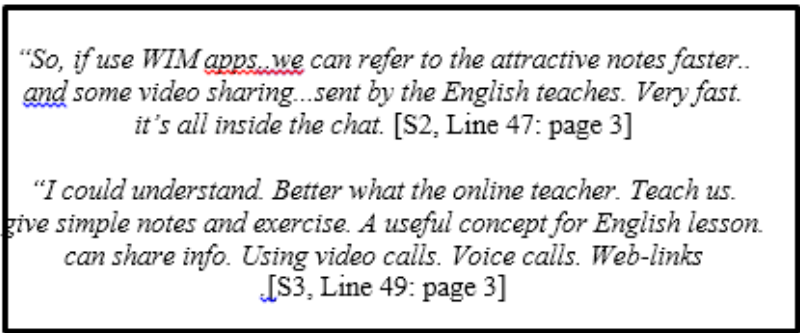 “So, if use WIM apps..we can refer to the attractive notes faster..
and some video sharing...sent by the English teaches. Very fast.
it’s all inside the chat. [S2, Line 47: page 3]
“I could understand. Better what the online teacher. Teach us.
give simple notes and exercise. A useful concept for English lesson.
can share info. Using video calls. Voice calls. Web-links
.[S3, Line 49: page 3]